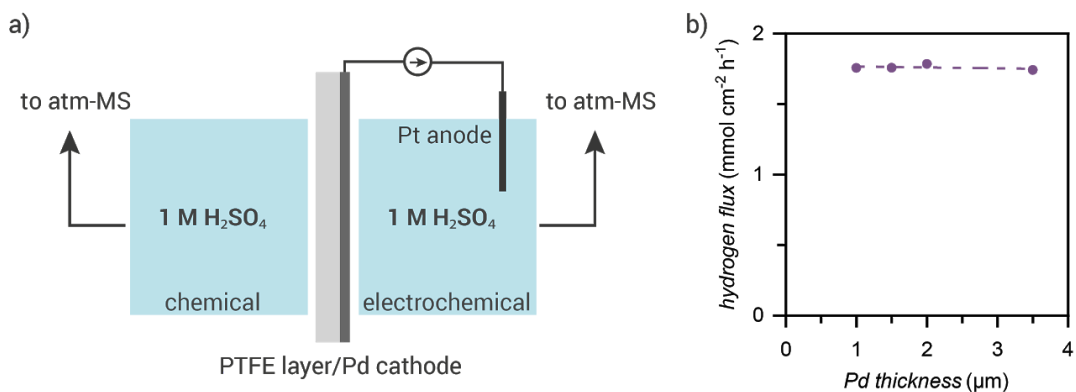 a)
to atm-MS
to atm-MS
Pt anode
1 M H₂SO₄
1 M H₂SO₄
chemical
electrochemical
PTFE layer/Pd cathode
b)
hydrogen flux (mmol cm⁻² h⁻¹)
2
1
0
0
1
2
3
4
Pd thickness (μm)